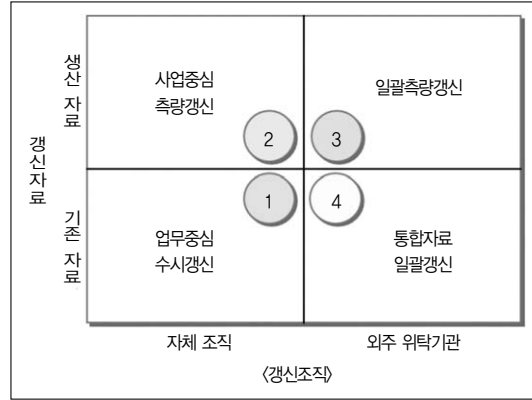 생산 자료
사업중심
측량갱신
일괄측량갱신
2
3
갱신자료
1
4
기존 자료
업무중심
수시갱신
통합자료
일괄갱신
자체 조직
외주 위탁기관
〈갱신조직〉